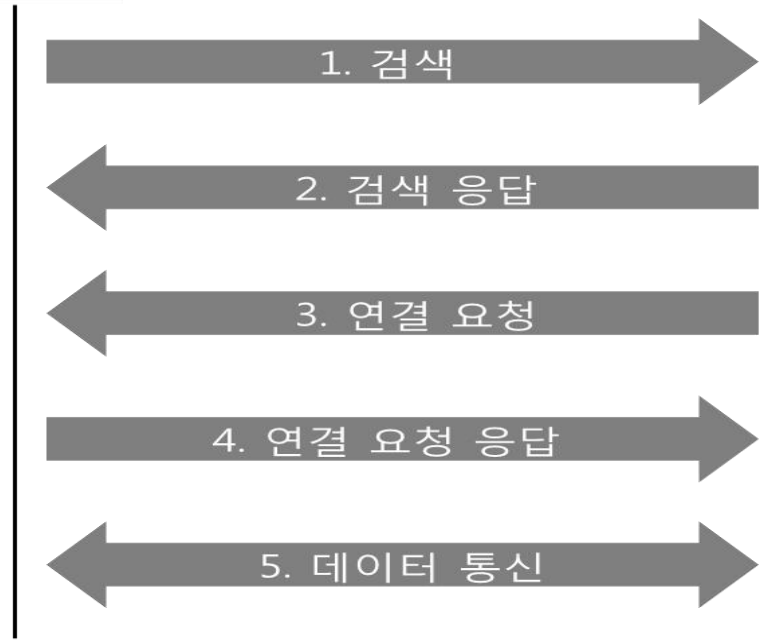 1. 검색
2. 검색 응답
3. 연결 요청
4. 연결 요청 응답
5. 데이터 통신